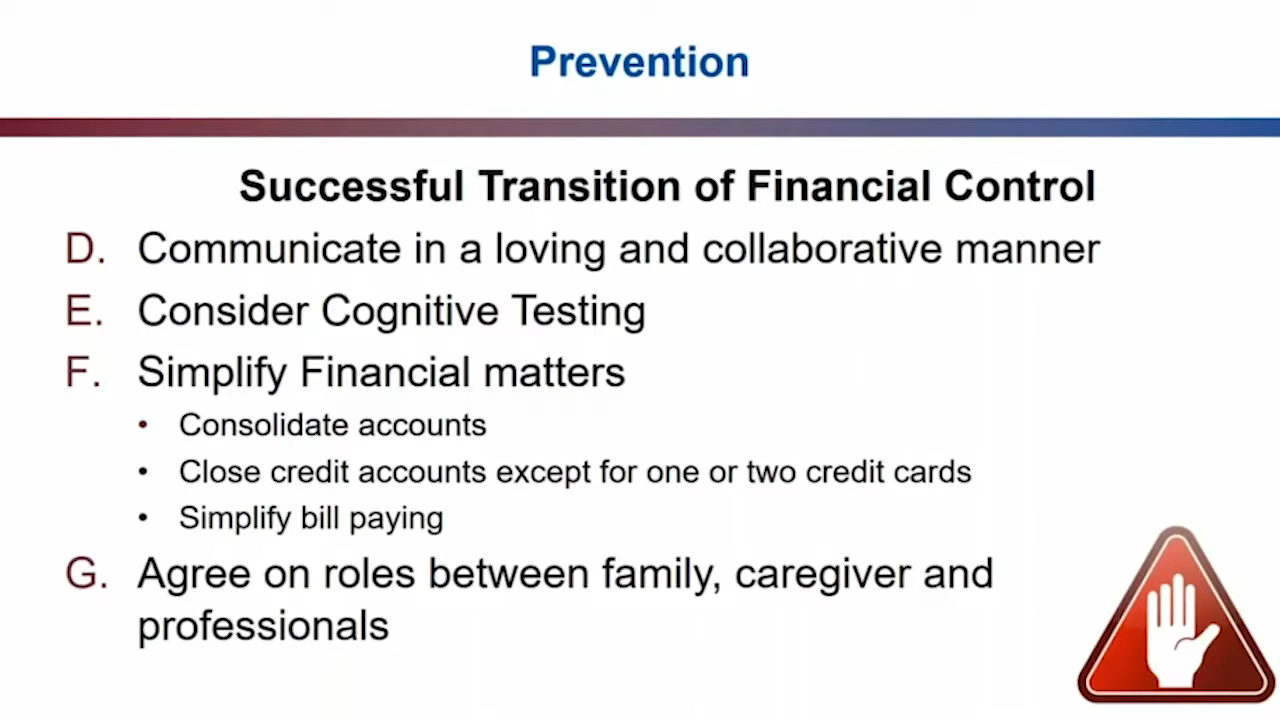 Prevention
Successful Transition of Financial Control
D. Communicate in a loving and collaborative manner
E. Consider Cognitive Testing
F. Simplify Financial matters
• Consolidate accounts
• Close credit accounts except for one or two credit cards
• Simplify bill paying
G. Agree on roles between family, caregiver and
professionals